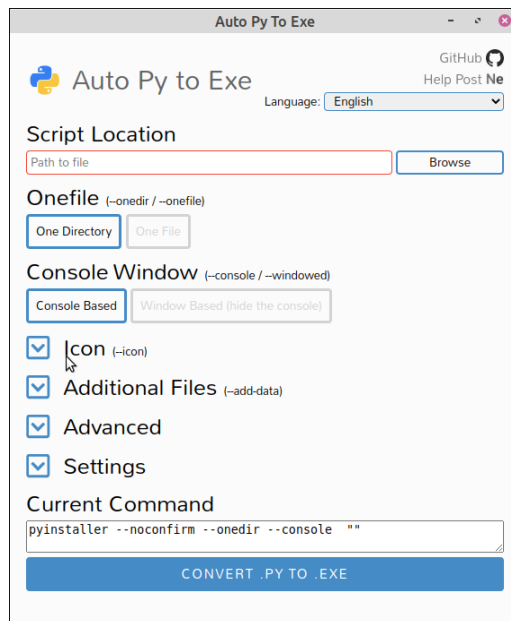 Auto Py To Exe
GitHub
Auto Py to Exe
Help Post Ne
Language: English
Script Location
Path to file Browse
Onefile (--onedir / --onefile)
One Directory One File
Console Window (--console / --windowed)
Console Based Window Based (hide the console)
Icon (--icon)
Additional Files (--add-data)
Advanced
Settings
Current Command
pyinstaller --noconfirm --onedir --console ""
CONVERT .PY TO .EXE